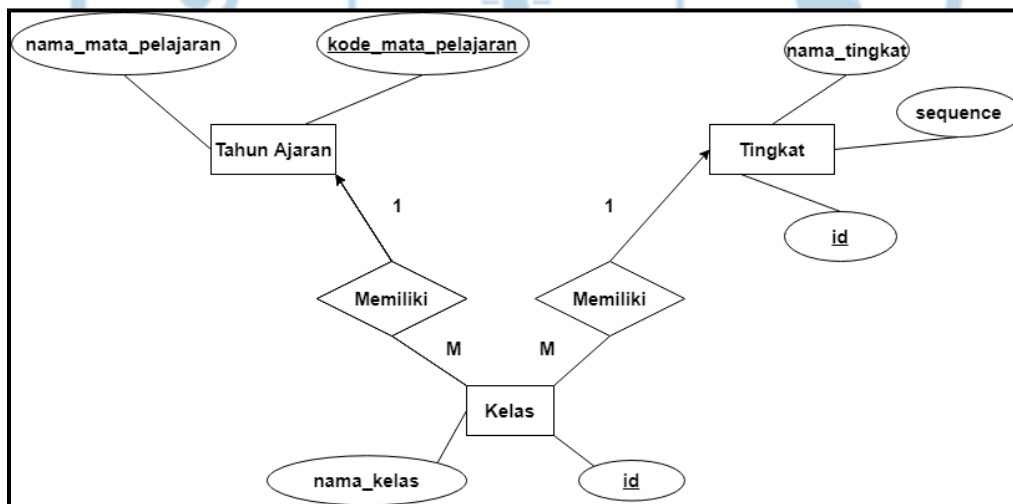 nama_mata_pelajaran
kode_mata_pelajaran
nama_tingkat
sequence
Tahun Ajaran
Tingkat
1
1
id
Memiliki
Memiliki
M
M
Kelas
nama_kelas
id